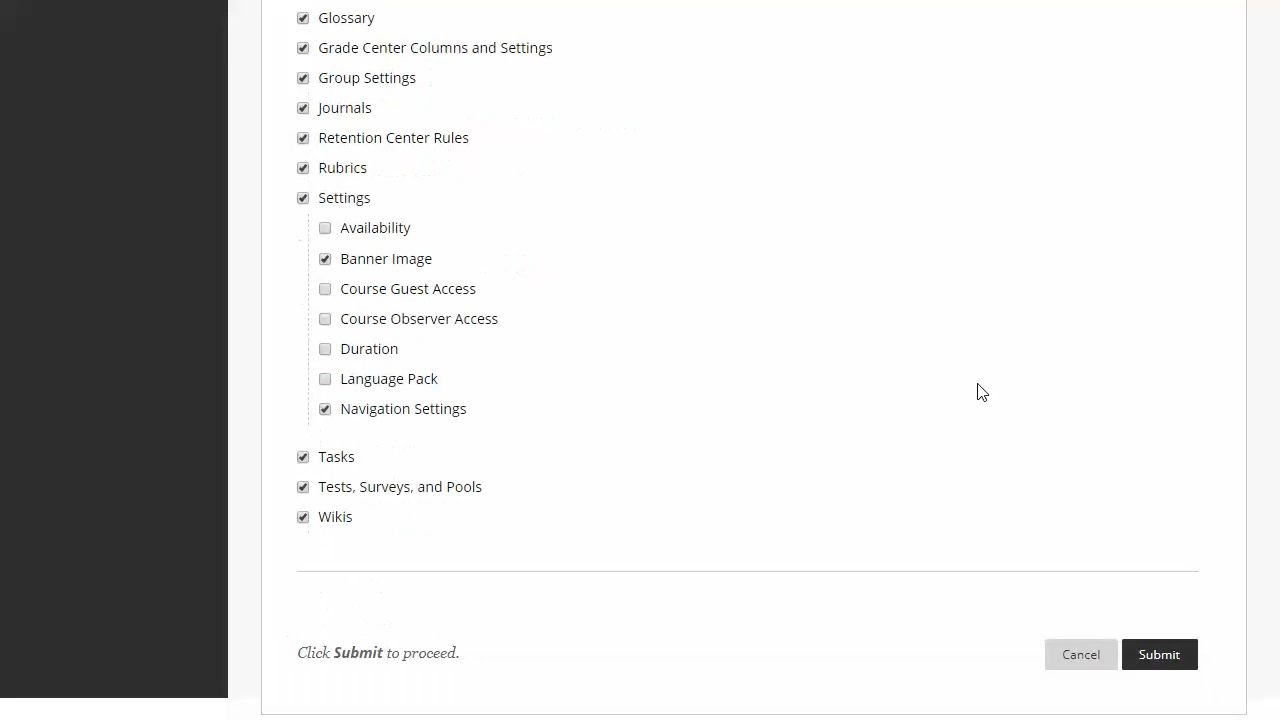 Glossary
Grade Center Columns and Settings
Group Settings
Journals
Retention Center Rules
Rubrics
Settings
Availability
Banner Image
Course Guest Access
Course Observer Access
Duration
Language Pack
Navigation Settings
Tasks
Tests, Surveys, and Pools
Wikis
Click Submit to proceed.
Cancel Submit